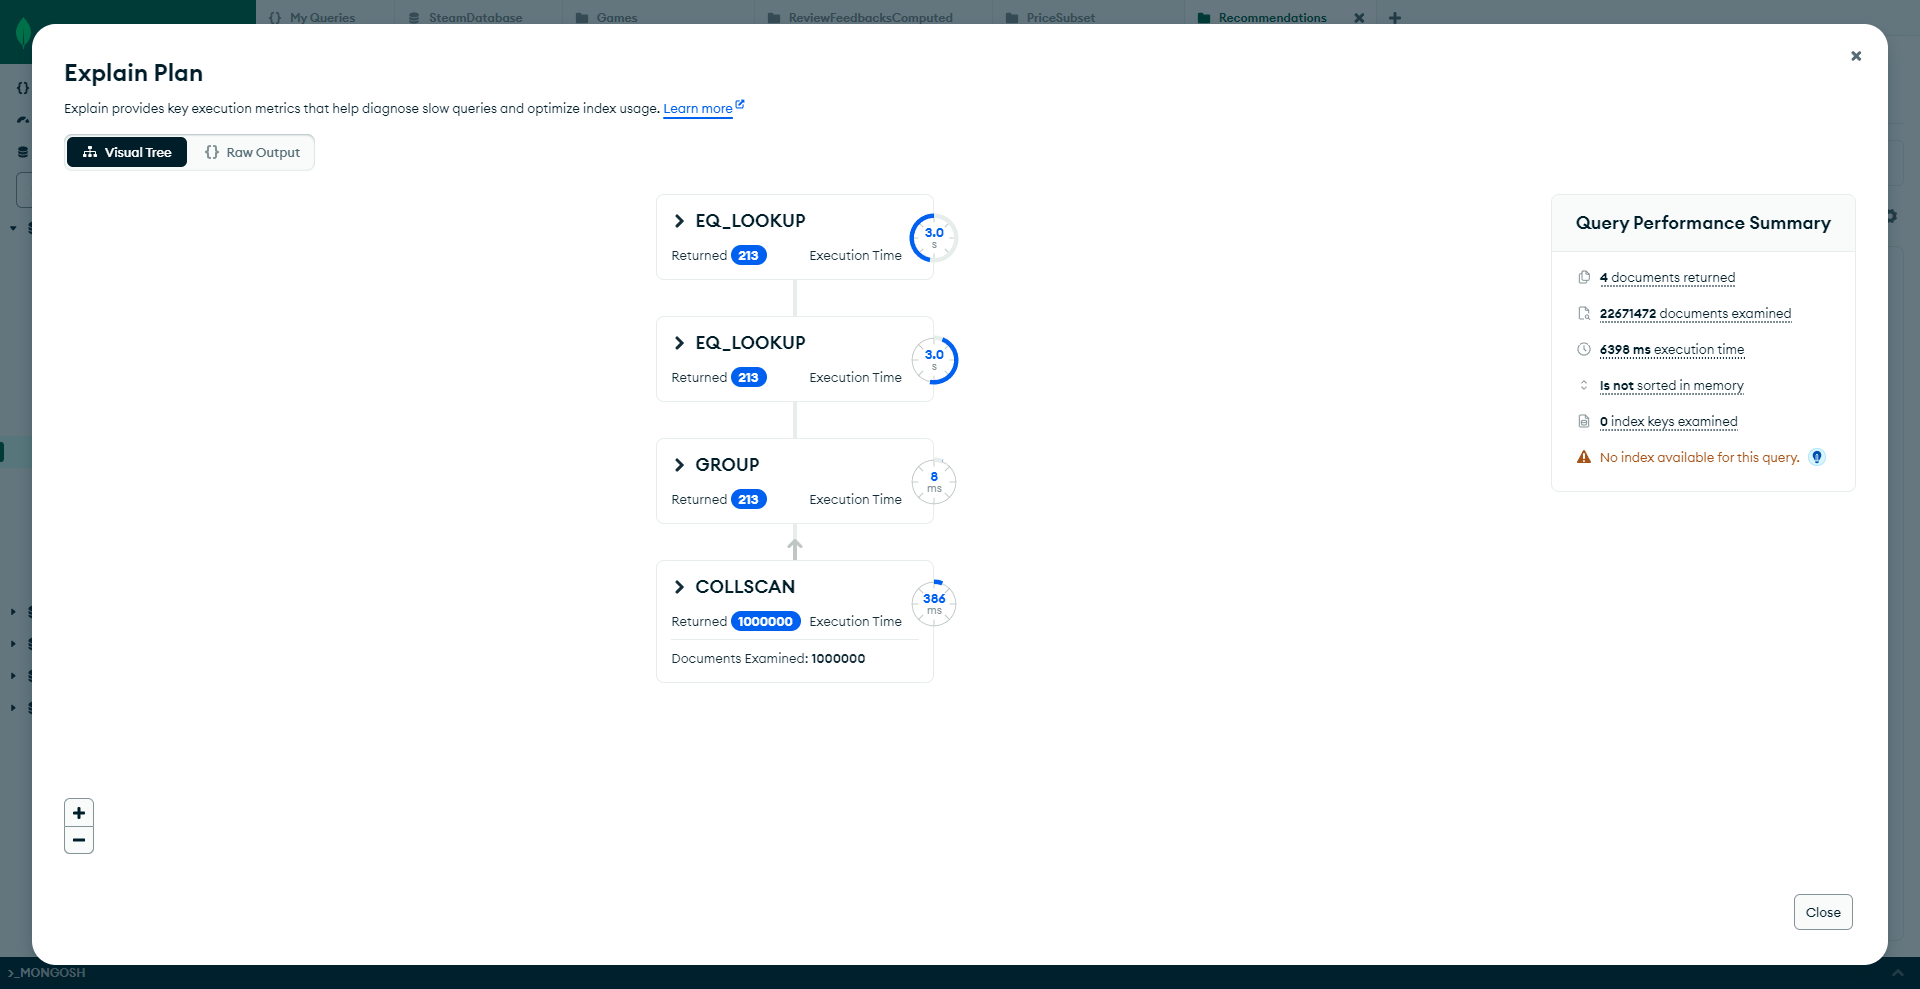 My Queries
SteamDatabase
Games
ReviewFeedbacksComputed
PriceSubset
Recommendations
Explain Plan
Explain provides key execution metrics that help diagnose slow queries and optimize index usage. Learn more
Visual Tree
{} Raw Output
EQ_LOOKUP
Returned 213 Execution Time
3.0
s
EQ_LOOKUP
Returned 213 Execution Time
3.0
s
GROUP
Returned 213 Execution Time
8
ms
COLLSCAN
Returned 1000000 Execution Time
386
ms
Documents Examined: 1000000
Query Performance Summary
4 documents returned
22671472 documents examined
6398 ms execution time
Is not sorted in memory
0 index keys examined
No index available for this query.
Close
>_MONGOSH